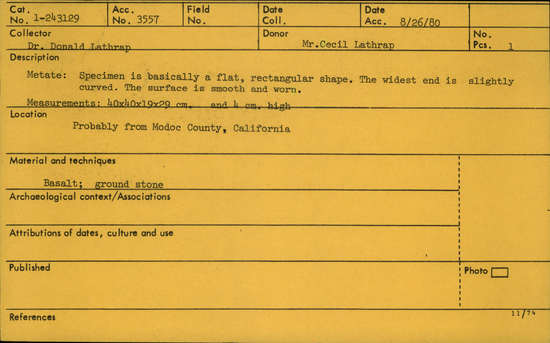 Cat. No. 1-243129 Acc. No. 3557 Field No. Date Coll. Date Acc. 8/26/80
Collector Dr. Donald Lathrap Donor Mr.Cecil Lathrap No. Pcs. 1
Description
Metate: Specimen is basically a flat, rectangular shape. The widest end is slightly
curved. The surface is smooth and worn.
Measurements: 40x40x19x29 cm. and 4 cm. high
Location
Probably from Modoc County, California
Material and techniques
Basalt; ground stone
Archaeological context/Associations
Attributions of dates, culture and use
Published Photo
11/74
References